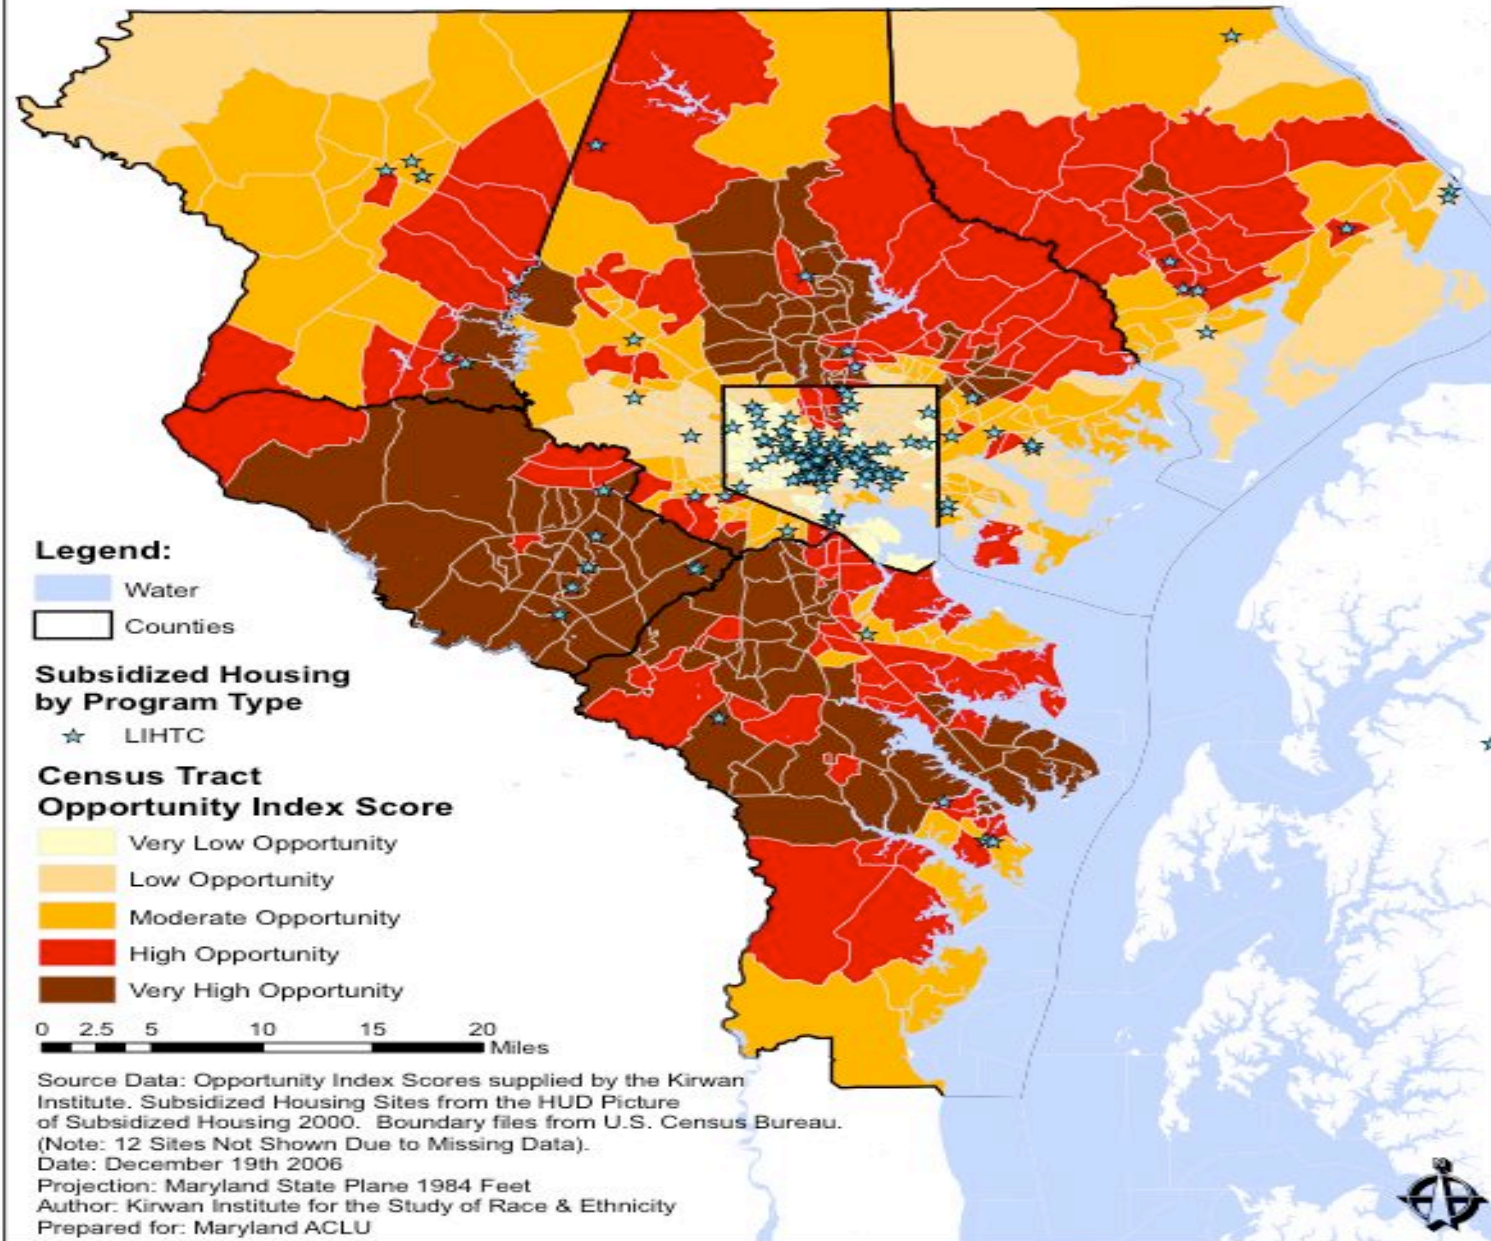 Legend:
Water
Counties
Subsidized Housing
by Program Type
LIHTC
Census Tract
Opportunity Index Score
Very Low Opportunity
Low Opportunity
Moderate Opportunity
High Opportunity
Very High Opportunity
0 2.5 5 10 15 20
Miles
Source Data: Opportunity Index Scores supplied by the Kirwan
Institute. Subsidized Housing Sites from the HUD Picture
of Subsidized Housing 2000. Boundary files from U.S. Census Bureau.
(Note: 12 Sites Not Shown Due to Missing Data).
Date: December 19th 2006
Projection: Maryland State Plane 1984 Feet
Author: Kirwan Institute for the Study of Race & Ethnicity
Prepared for: Maryland ACLU
N